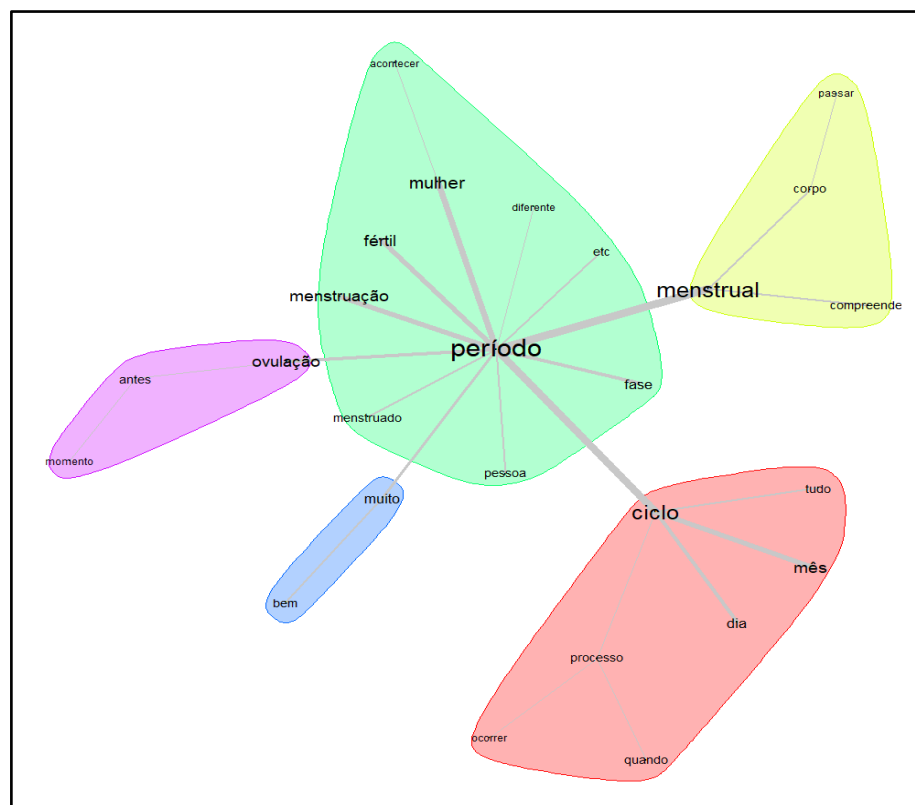 acontecer
passar
mulher
corpo
diferente
fértil
etc
menstrual
menstruação
compreende
período
ovulação
antes
fase
menstruado
momento
pessoa
tudo
muito
ciclo
mês
bem
dia
processo
ocorrer
quando